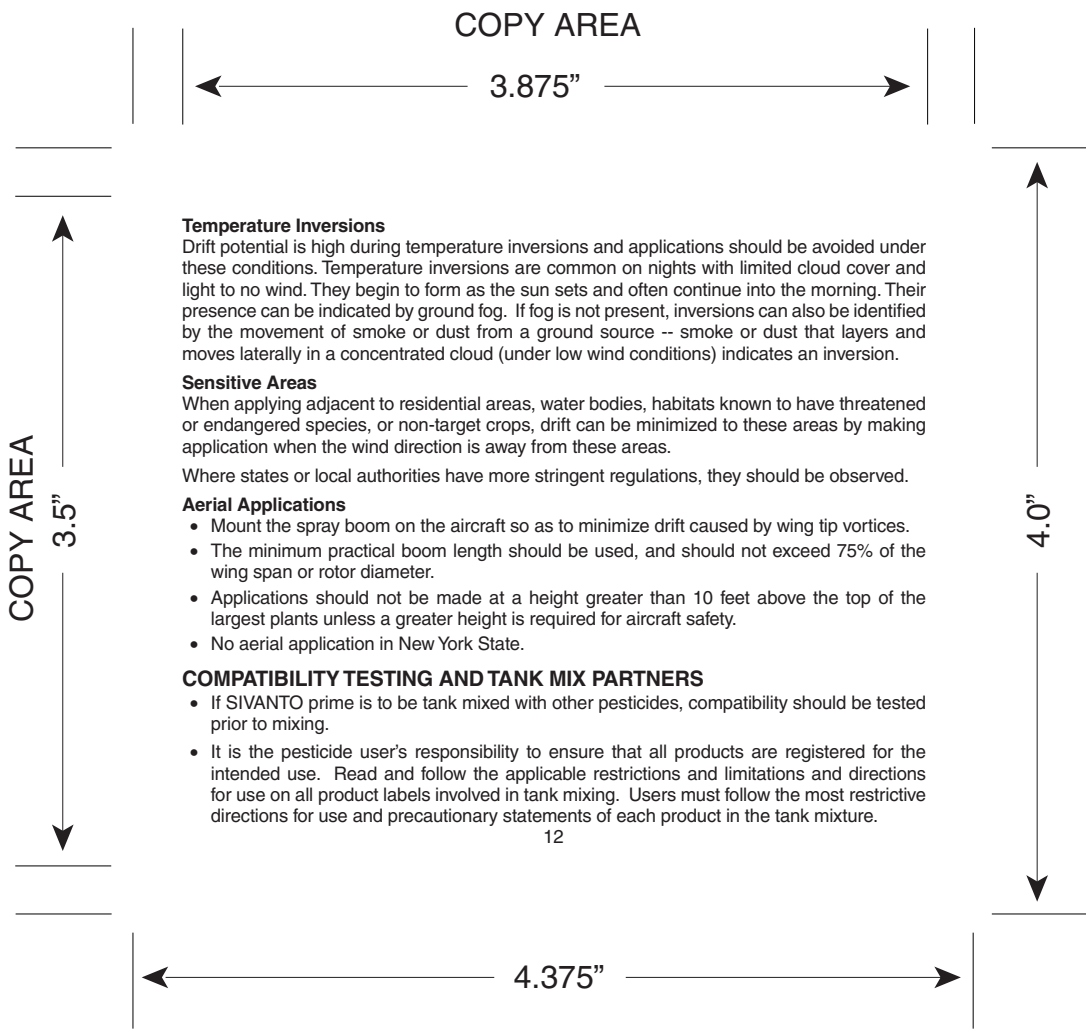 COPY AREA
3.875”
Temperature Inversions
Drift potential is high during temperature inversions and applications should be avoided under
these conditions. Temperature inversions are common on nights with limited cloud cover and
light to no wind. They begin to form as the sun sets and often continue into the morning. Their
presence can be indicated by ground fog.  If fog is not present, inversions can also be identified
by the movement of smoke or dust from a ground source -- smoke or dust that layers and
moves laterally in a concentrated cloud (under low wind conditions) indicates an inversion.
Sensitive Areas
When applying adjacent to residential areas, water bodies, habitats known to have threatened
or endangered species, or non-target crops, drift can be minimized to these areas by making
application when the wind direction is away from these areas.
Where states or local authorities have more stringent regulations, they should be observed.
Aerial Applications
• Mount the spray boom on the aircraft so as to minimize drift caused by wing tip vortices.
• The minimum practical boom length should be used, and should not exceed 75% of the
wing span or rotor diameter.
• Applications should not be made at a height greater than 10 feet above the top of the
largest plants unless a greater height is required for aircraft safety.
• No aerial application in New York State.
COMPATIBILITY TESTING AND TANK MIX PARTNERS
• If SIVANTO prime is to be tank mixed with other pesticides, compatibility should be tested
prior to mixing.
• It is the pesticide user’s responsibility to ensure that all products are registered for the
intended use.  Read and follow the applicable restrictions and limitations and directions
for use on all product labels involved in tank mixing.  Users must follow the most restrictive
directions for use and precautionary statements of each product in the tank mixture.
12
COPY AREA
3.5”
4.0”
4.375”